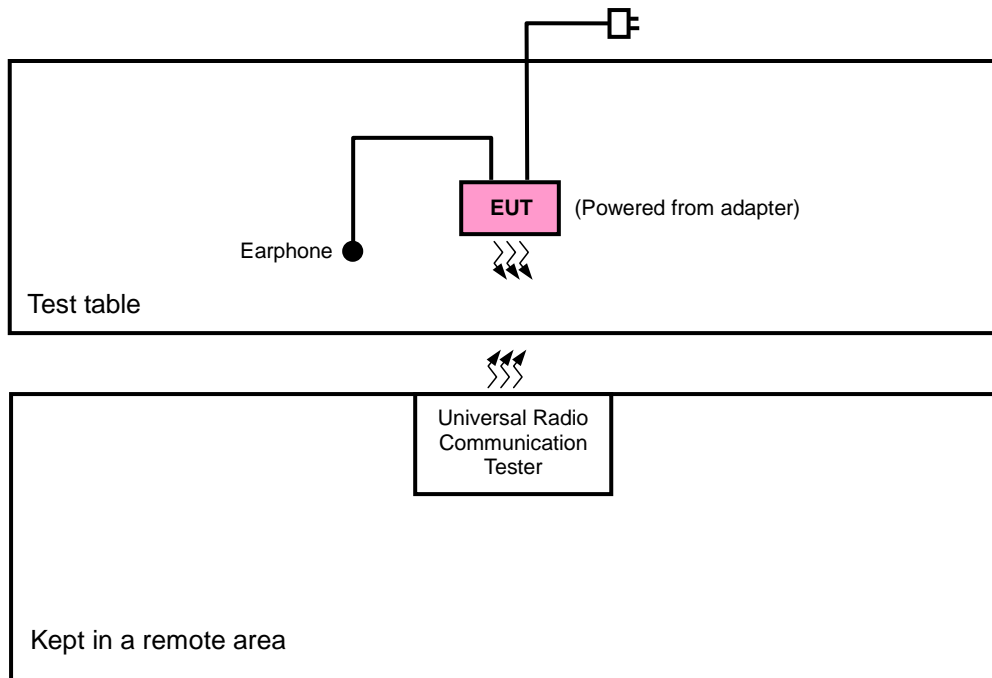 EUT
(Powered from adapter)
Earphone
Test table
Universal Radio
Communication
Tester
Kept in a remote area